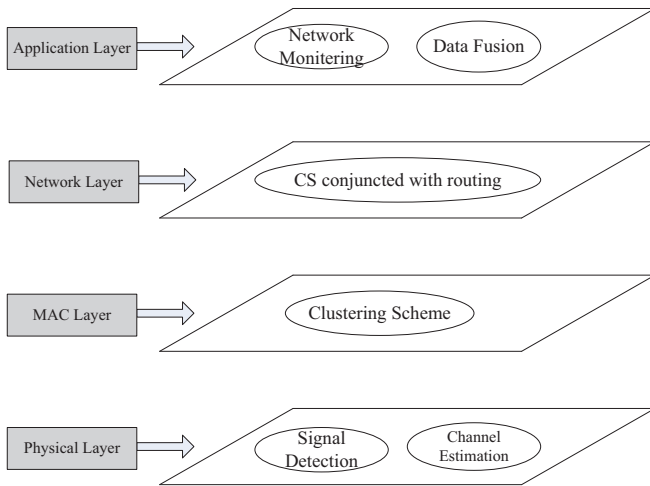 Application Layer
Network
Monitering
Data Fusion
Network Layer
CS conjuncted with routing
MAC Layer
Clustering Scheme
Physical Layer
Signal
Detection
Channel
Estimation